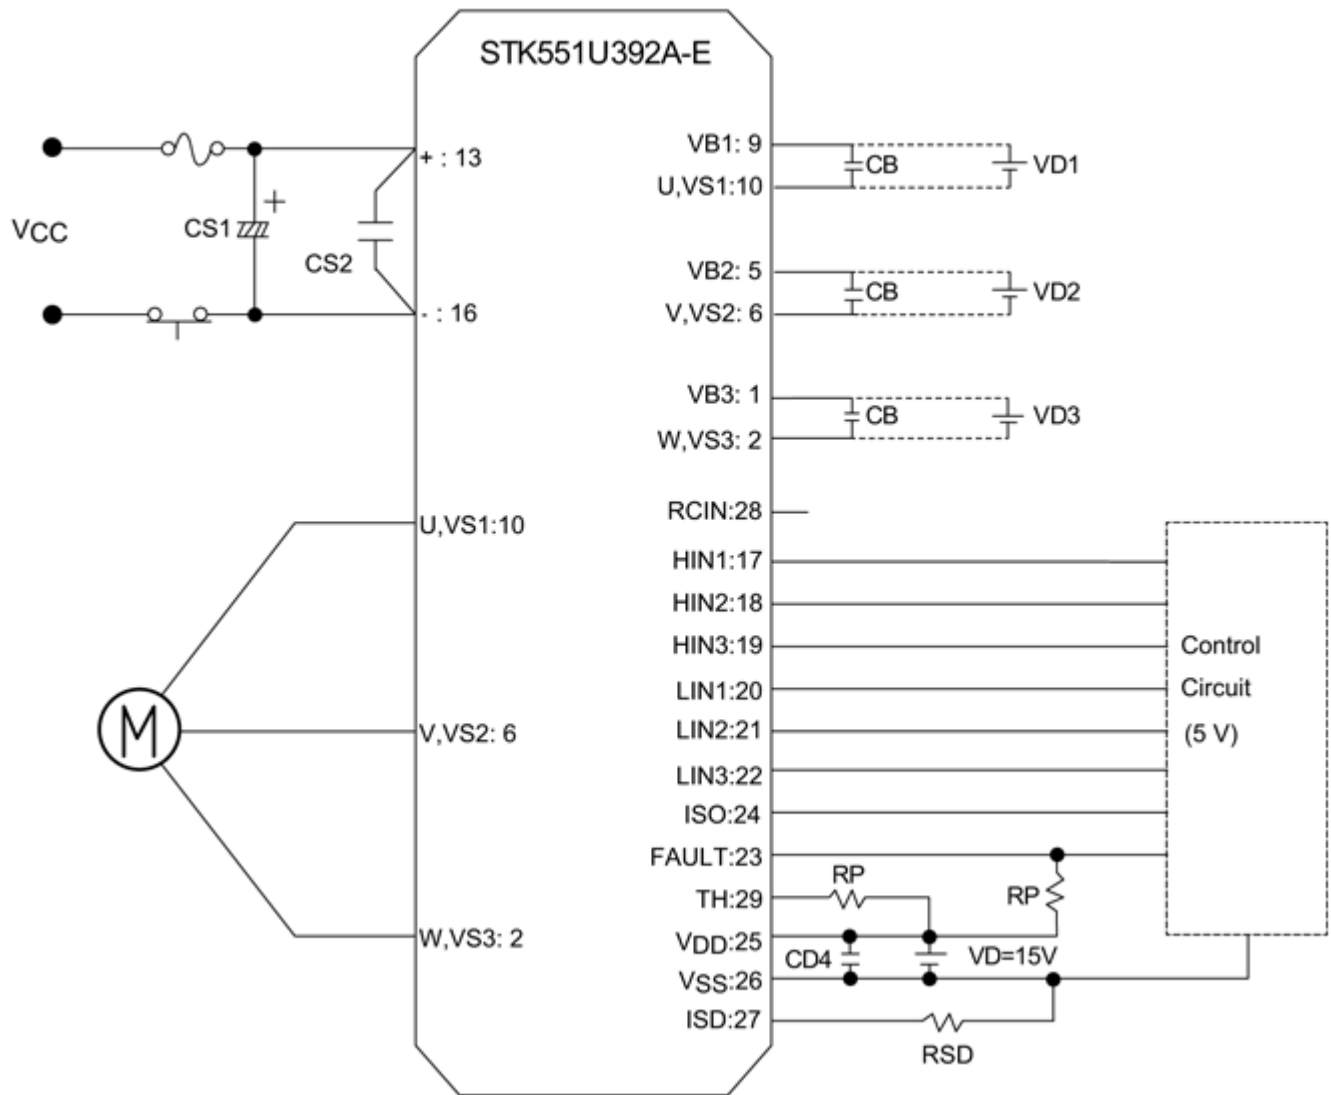 STK551U392A-E
VCC
CS1
+
CS2
+ : 13
- : 16
U,VS1:10
V,VS2: 6
W,VS3: 2
M
VB1: 9
U,VS1:10
CB
VD1
VB2: 5
V,VS2: 6
CB
VD2
VB3: 1
W,VS3: 2
CB
VD3
RCIN:28
HIN1:17
HIN2:18
HIN3:19
LIN1:20
LIN2:21
LIN3:22
ISO:24
FAULT:23
TH:29
VDD:25
VSS:26
ISD:27
RP
RP
CD4
VD=15V
RSD
Control
Circuit
(5 V)